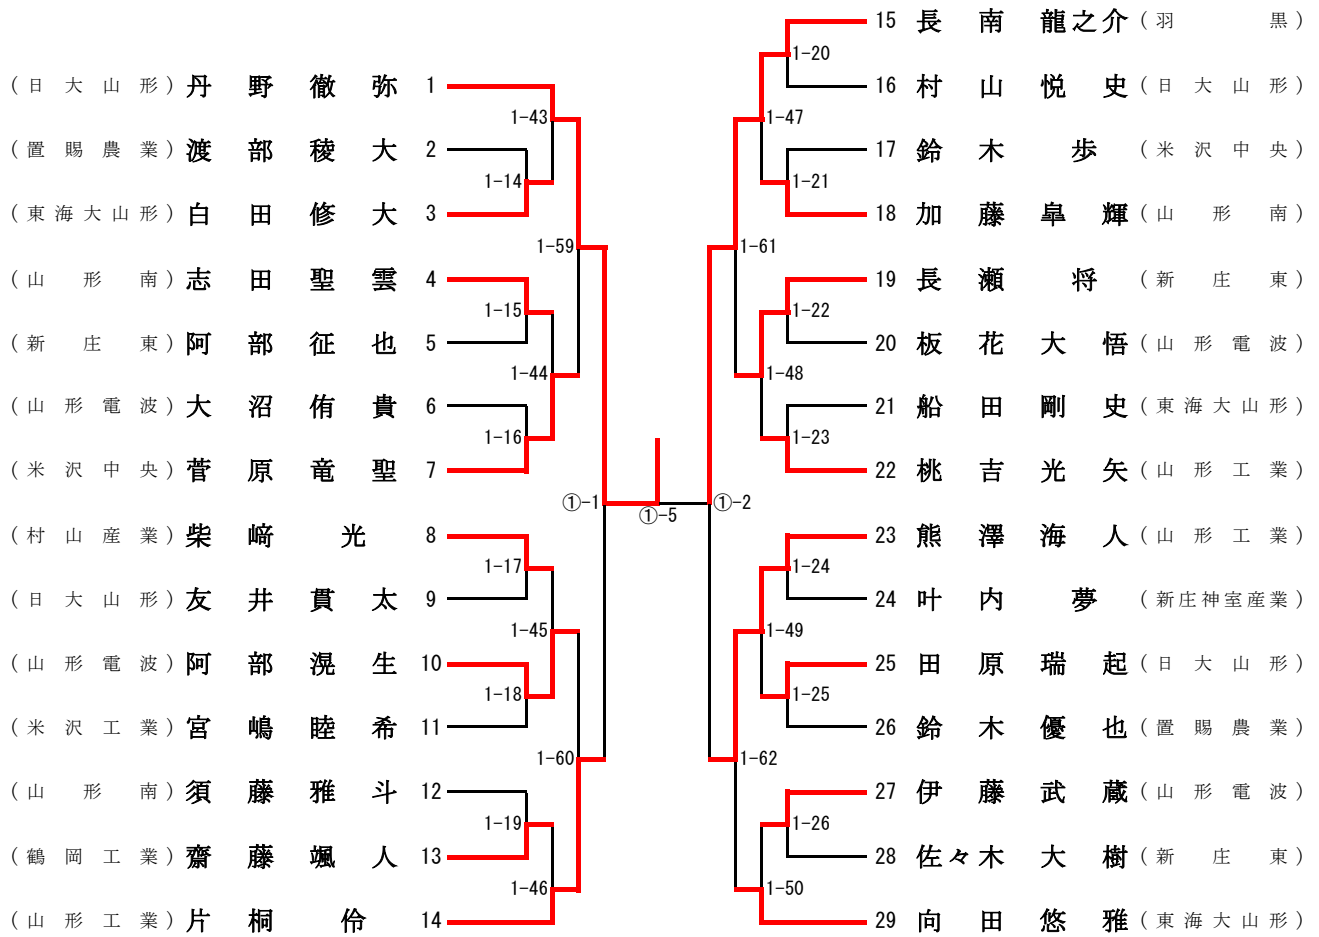 (日大山形) 丹野徹弥 1
1-43
(置賜農業) 渡部稜大 2
1-14
(東海大山形) 白田修大 3
1-59
(山形南) 志田聖雲 4
1-15
(新庄東) 阿部征也 5
1-44
(山形電波) 大沼侑貴 6
1-16
(米沢中央) 菅原竜聖 7
①-1
(村山産業) 柴﨑光 8
1-17
(日大山形) 友井貫太 9
1-45
(山形電波) 阿部滉生 10
1-18
(米沢工業) 宮嶋睦希 11
1-60
(山形南) 須藤雅斗 12
1-19
(鶴岡工業) 齋藤颯人 13
1-46
(山形工業) 片桐伶 14
①-5
15 長南龍之介 (羽黒)
1-20
16 村山悦史 (日大山形)
1-47
17 鈴木歩 (米沢中央)
1-21
18 加藤皐輝 (山形南)
1-61
19 長瀬将 (新庄東)
1-22
20 板花大悟 (山形電波)
1-48
21 船田剛史 (東海大山形)
1-23
22 桃吉光矢 (山形工業)
①-2
23 熊澤海人 (山形工業)
1-24
24 叶内夢 (新庄神室産業)
1-49
25 田原瑞起 (日大山形)
1-25
26 鈴木優也 (置賜農業)
1-62
27 伊藤武蔵 (山形電波)
1-26
28 佐々木大樹 (新庄東)
1-50
29 向田悠雅 (東海大山形)